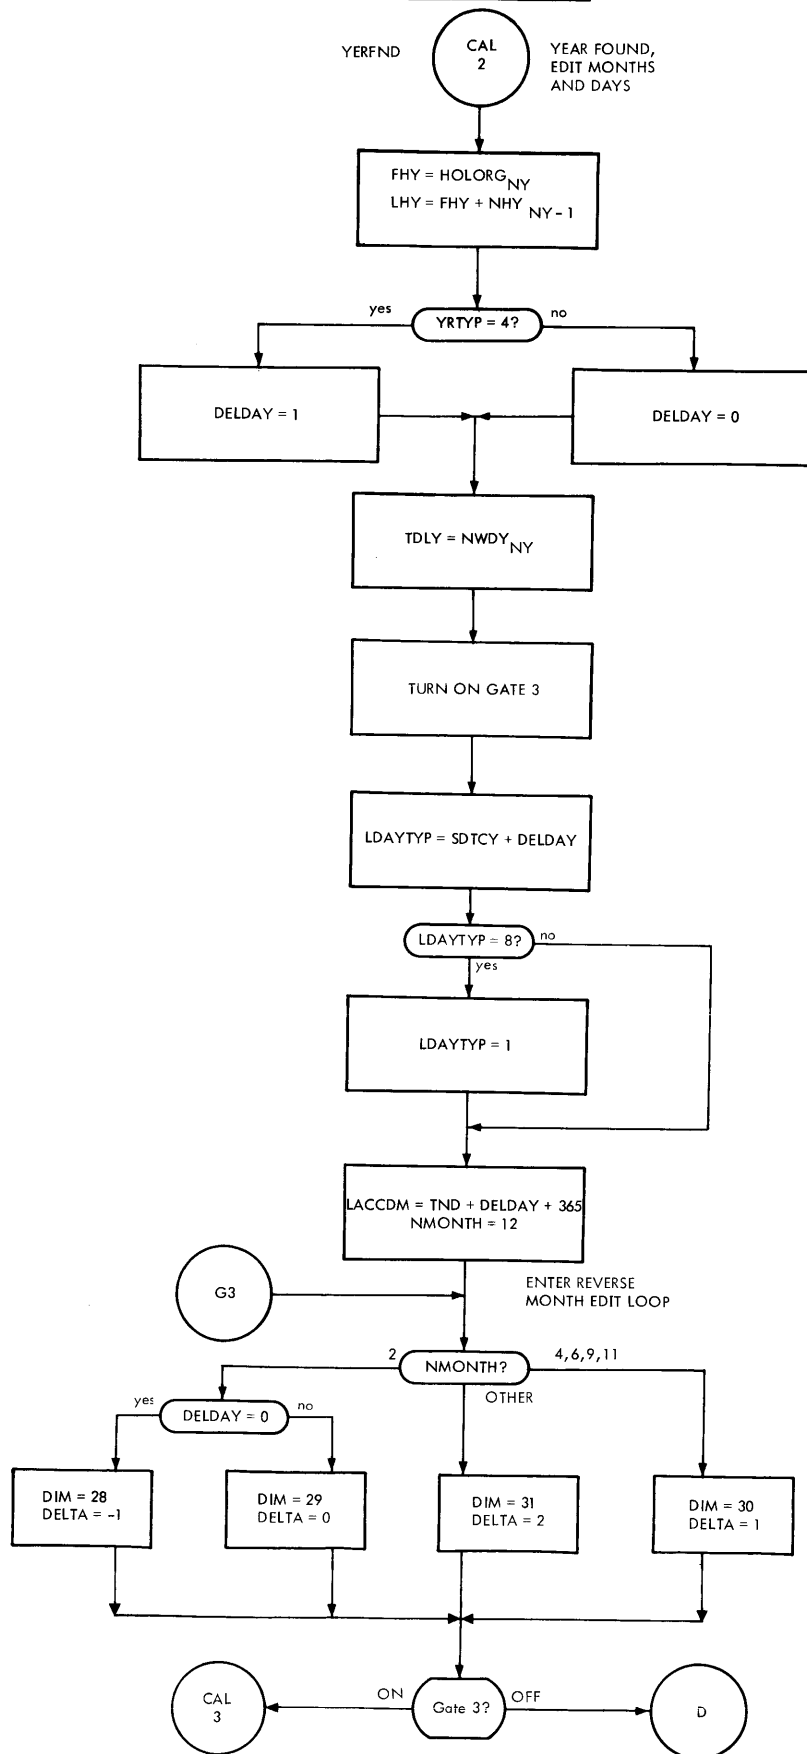 YERFND
CAL
2
YEAR FOUND,
EDIT MONTHS
AND DAYS
FHY = HOLORG NY
LHY = FHY + NHY NY-1
yes
YRTYP = 4?
no
DELDAY = 1
DELDAY = 0
TDLY = NWDY NY
TURN ON GATE 3
LDAYTYP = SDTCY + DELDAY
LDAYTYP = 8?
no
yes
LDAYTYP = 1
LACCDM = TND + DELDAY + 365
NMONTH = 12
G3
ENTER REVERSE
MONTH EDIT LOOP
2
NMONTH?
4,6,9,11
OTHER
yes
DELDAY = 0
no
DIM = 28
DELTA = -1
DIM = 29
DELTA = 0
DIM = 31
DELTA = 2
DIM = 30
DELTA = 1
CAL
3
ON
Gate 3?
OFF
D